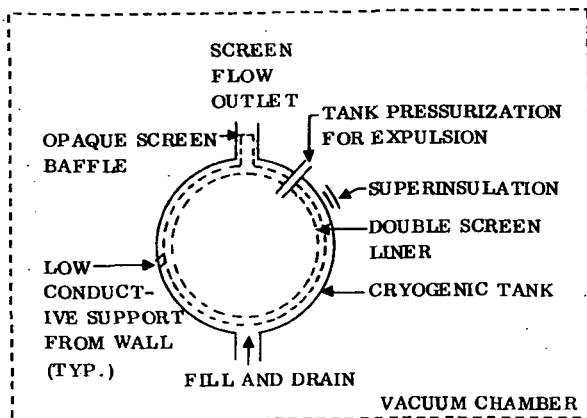 SCREEN
FLOW
OUTLET
TANK PRESSURIZATION
FOR EXPULSION
OPAQUE SCREEN
BAFFLE
SUPERINSULATION
DOUBLE SCREEN
LINER
LOW
CONDUCT-
IVE SUPPORT
FROM WALL
(TYP.)
CRYOGENIC TANK
FILL AND DRAIN
VACUUM CHAMBER